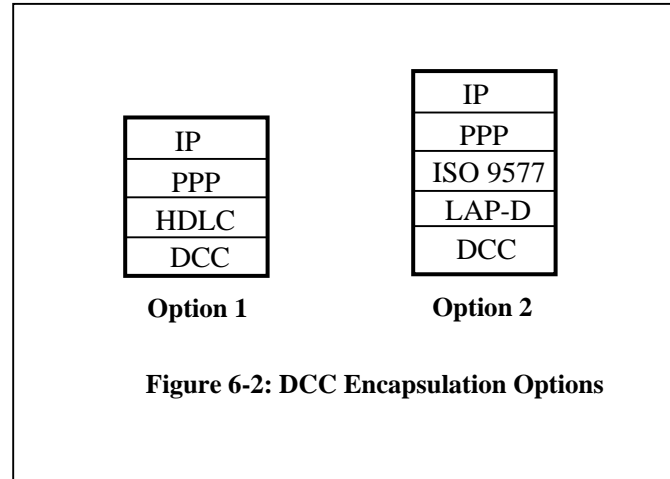 IP
PPP
HDLC
DCC
Option 1
IP
PPP
ISO 9577
LAP-D
DCC
Option 2
Figure 6-2: DCC Encapsulation Options